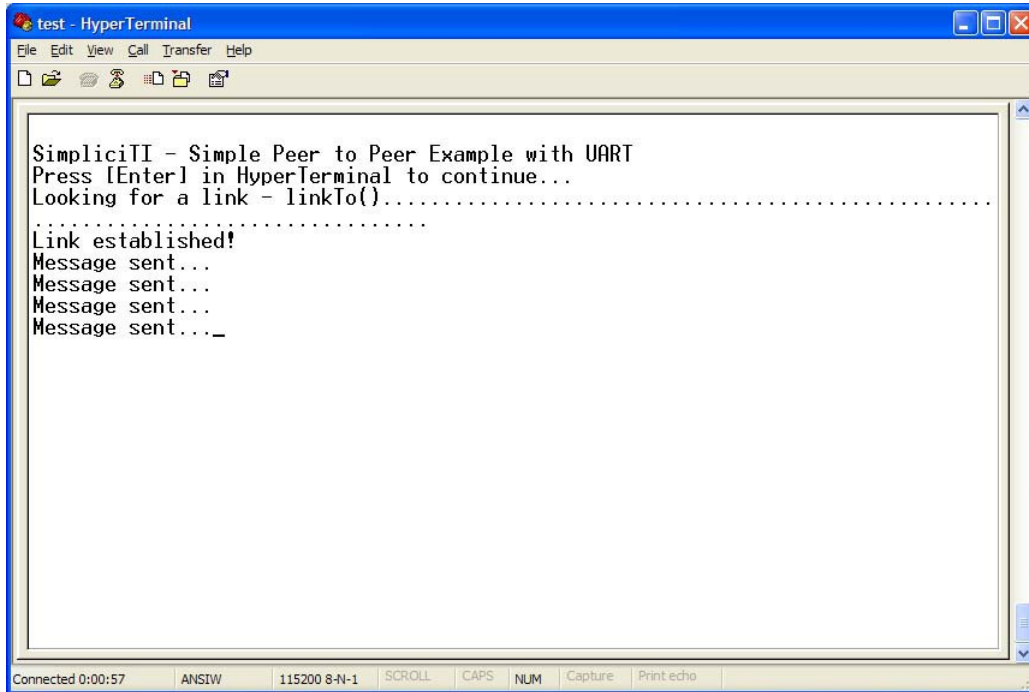 test - HyperTerminal
File Edit View Call Transfer Help
SimpliciTI - Simple Peer to Peer Example with UART
Press [Enter] in HyperTerminal to continue...
Looking for a link - linkTo()...................................................
.................................
Link established!
Message sent...
Message sent...
Message sent...
Message sent..._
Connected 0:00:57 ANSIW 115200 8-N-1 SCROLL CAPS NUM Capture Print echo